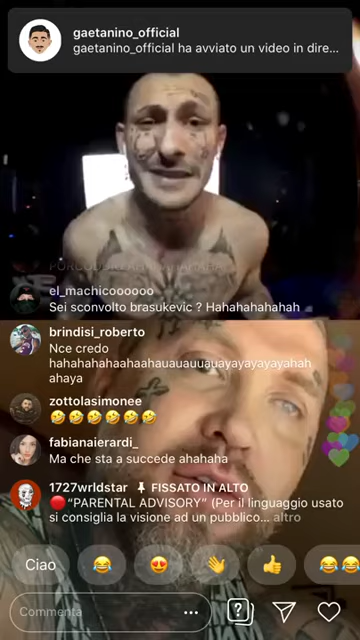 gaetanino_official
gaetanino_official ha avviato un video in dire...
el_machicoooooo
Sei sconvolto brasukevic ? Hahahahahahah
brindisi_roberto
Nce credo
hahahahahaahaahauauauuauayayayayayahah
ahaya
zottolasimonee
🤣🤣🤣🤣🤣🤣
fabianaierardi_
Ma che sta a succede ahahaha
1727wrldstar 📌 FISSATO IN ALTO
🔴“PARENTAL ADVISORY” (Per il linguaggio usato
si consiglia la visione ad un pubblico... altro
Ciao 😂 😍 👋 👍 😂😂
Commenta ...